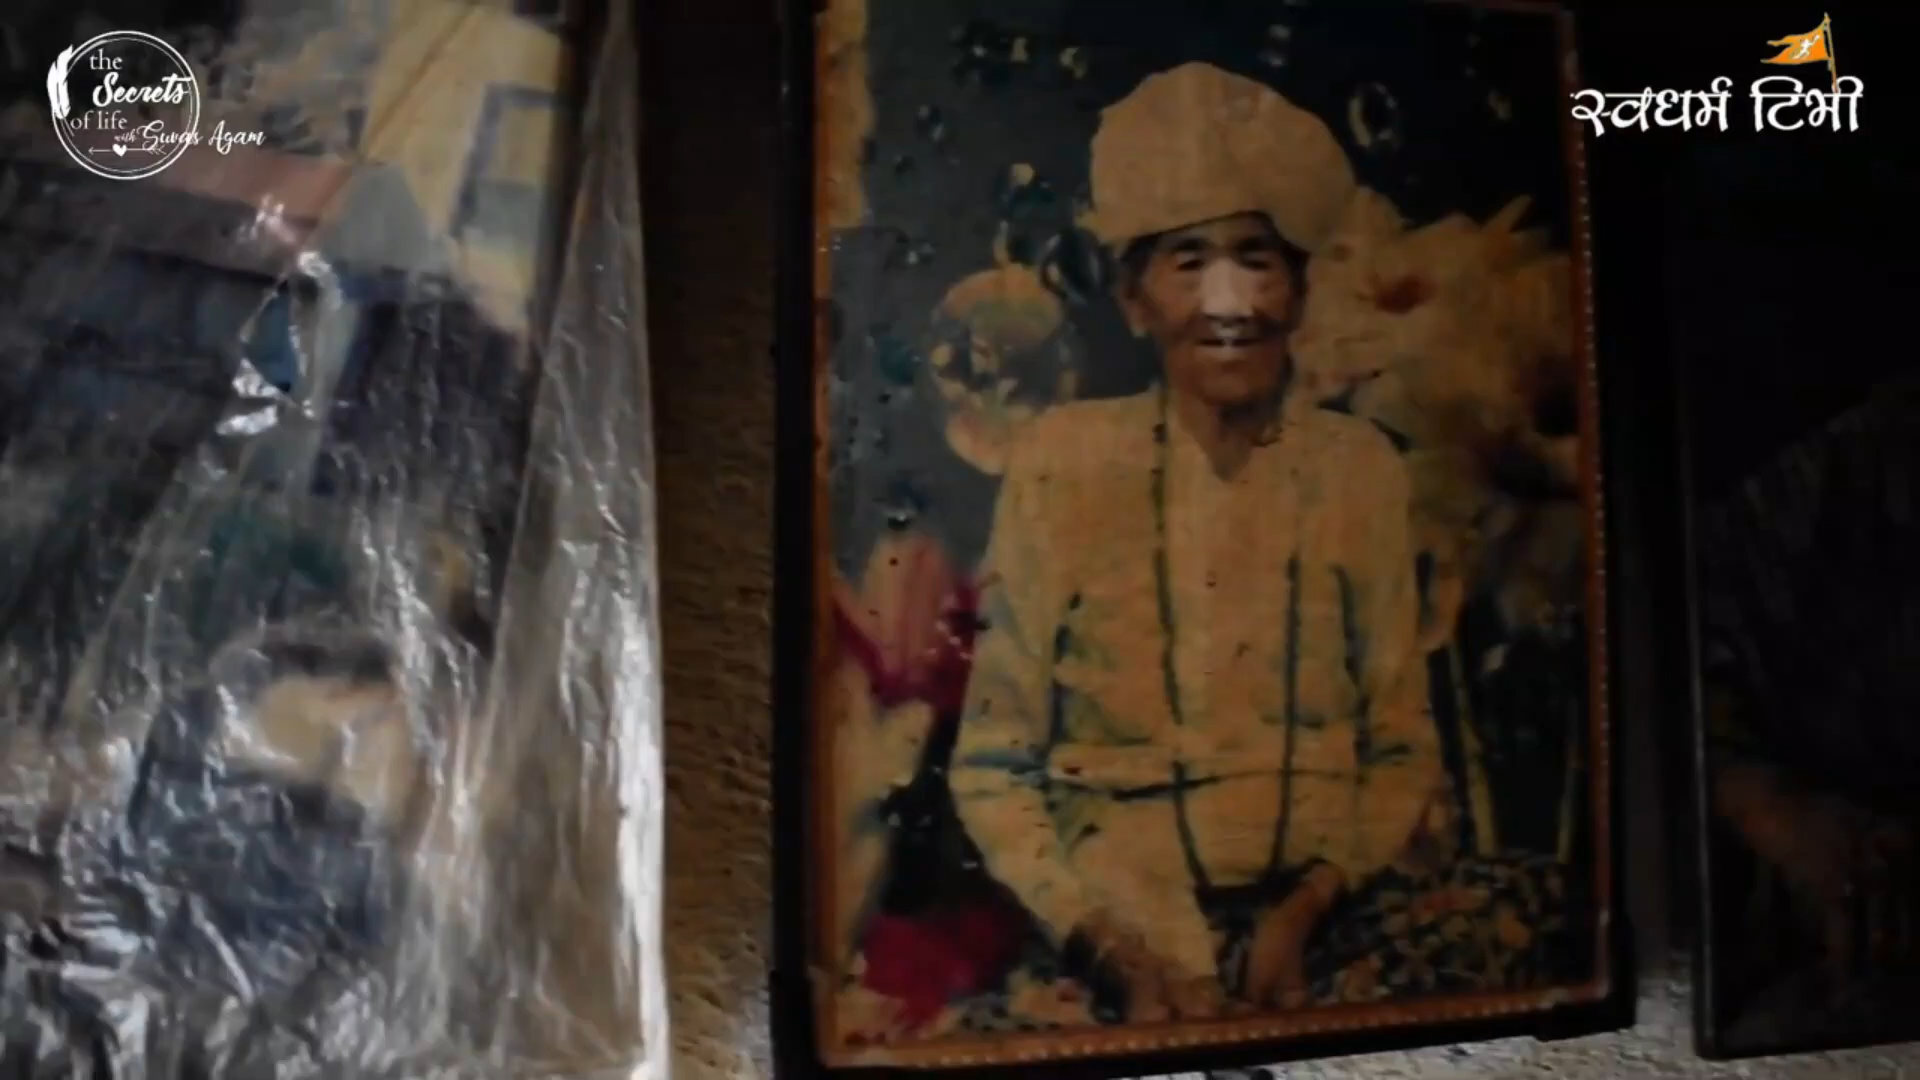 the
Secrets
of life
with Suvas Agam
स्वधर्म टिभी